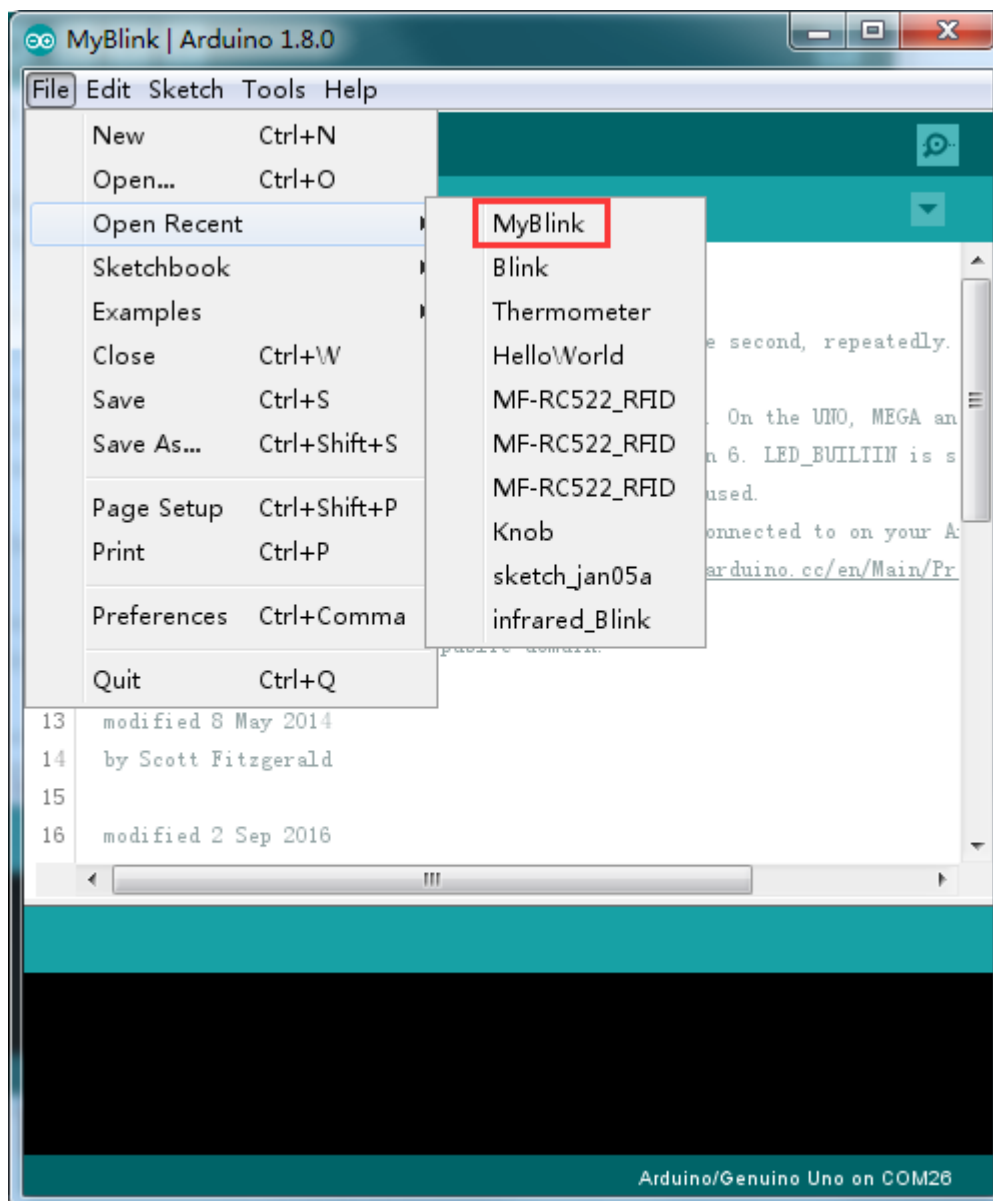 MyBlink | Arduino 1.8.0
File Edit Sketch Tools Help
New Ctrl+N
Open... Ctrl+O
Open Recent
Sketchbook
Examples
Close Ctrl+W
Save Ctrl+S
Save As... Ctrl+Shift+S
Page Setup Ctrl+Shift+P
Print Ctrl+P
Preferences Ctrl+Comma
Quit Ctrl+Q
MyBlink
Blink
Thermometer
HelloWorld
MF-RC522_RFID
MF-RC522_RFID
MF-RC522_RFID
Knob
sketch_jan05a
infrared_Blink
e second, repeatedly.
. On the UNO, MEGA an
n 6. LED_BUILTIN is s
used.
onnected to on your A
arduino.cc/en/Main/Pr
public domain.
13 modified 8 May 2014
14 by Scott Fitzgerald
15
16 modified 2 Sep 2016
Arduino/Genuino Uno on COM26